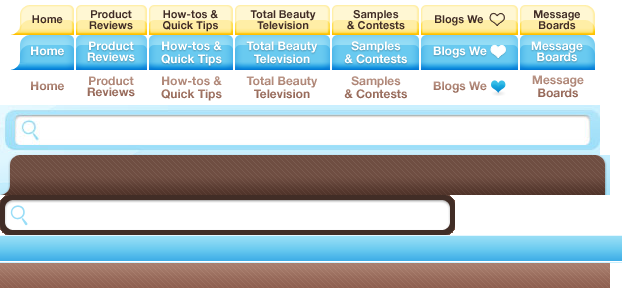 Home
Product
Reviews
How-tos &
Quick Tips
Total Beauty
Television
Samples
& Contests
Blogs We
Message
Boards
Home
Product
Reviews
How-tos &
Quick Tips
Total Beauty
Television
Samples
& Contests
Blogs We
Message
Boards
Home
Product
Reviews
How-tos &
Quick Tips
Total Beauty
Television
Samples
& Contests
Blogs We
Message
Boards